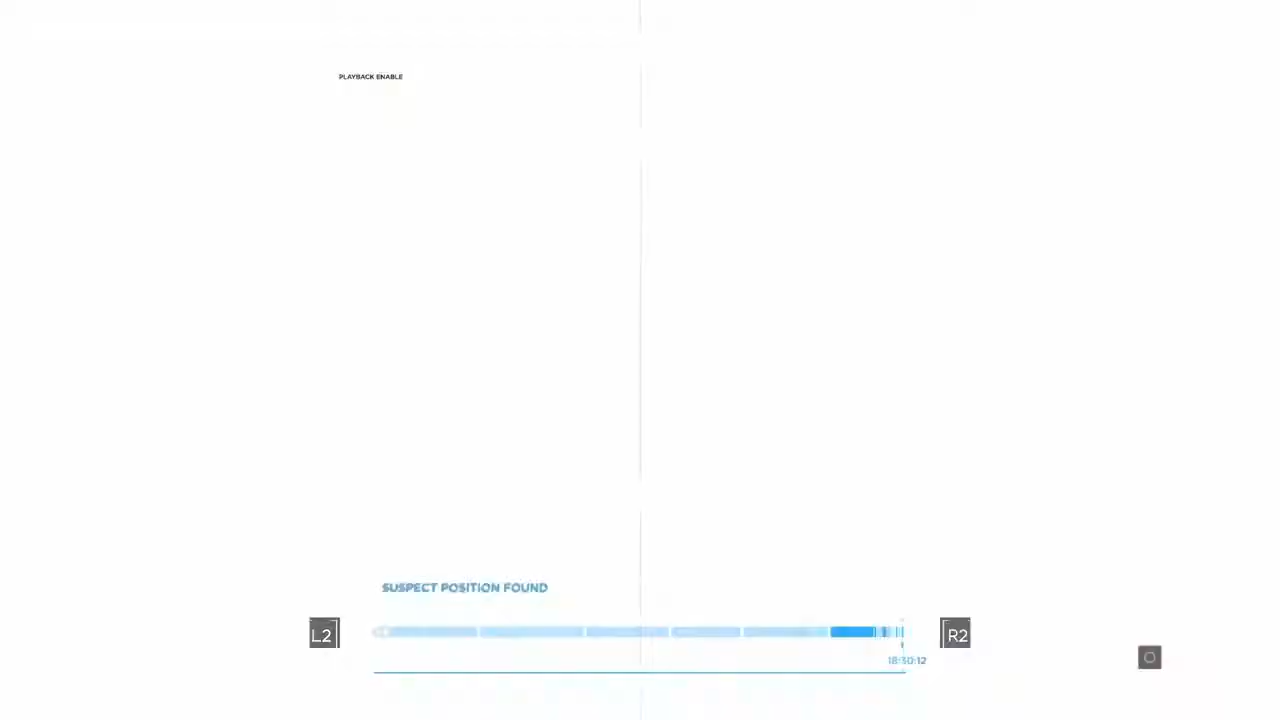 PLAYBACK ENABLE
SUSPECT POSITION FOUND
L2
R2
18:30:12